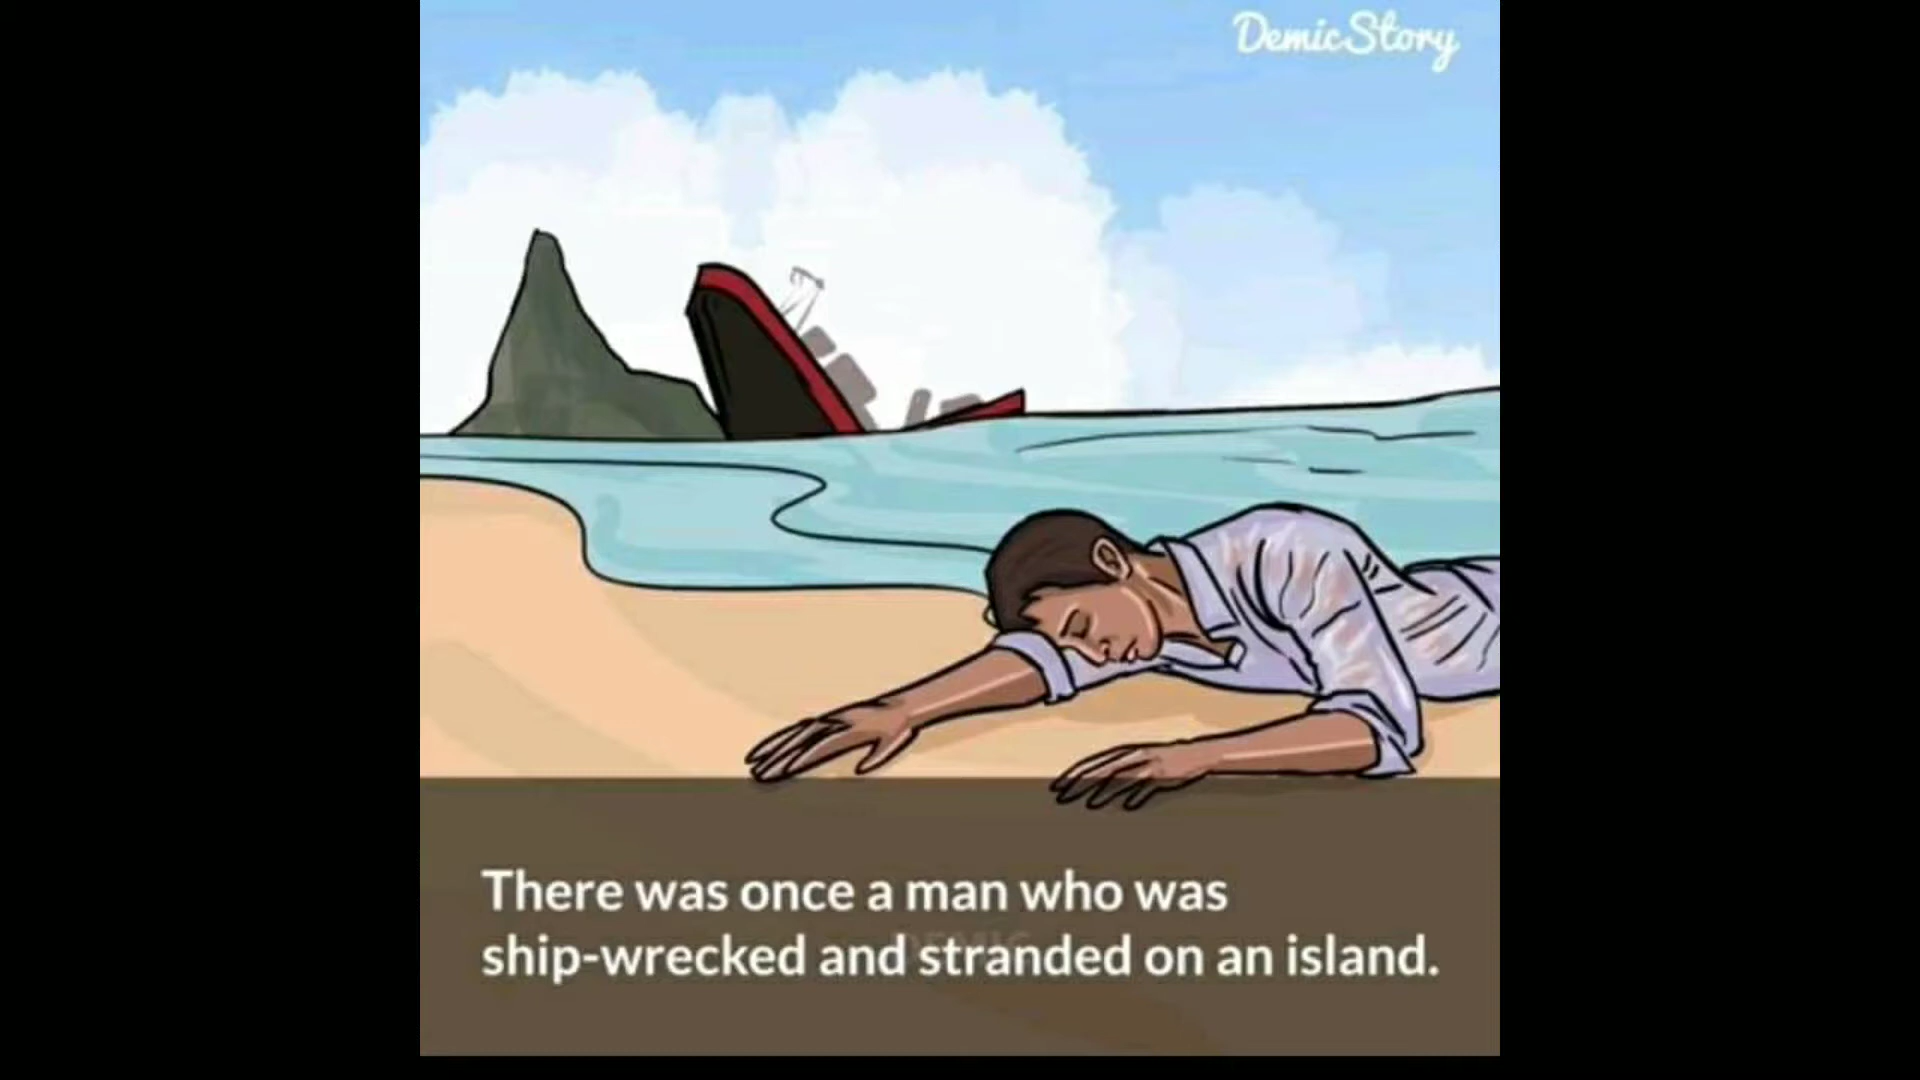 DemicStory
There was once a man who was
ship-wrecked and stranded on an island.